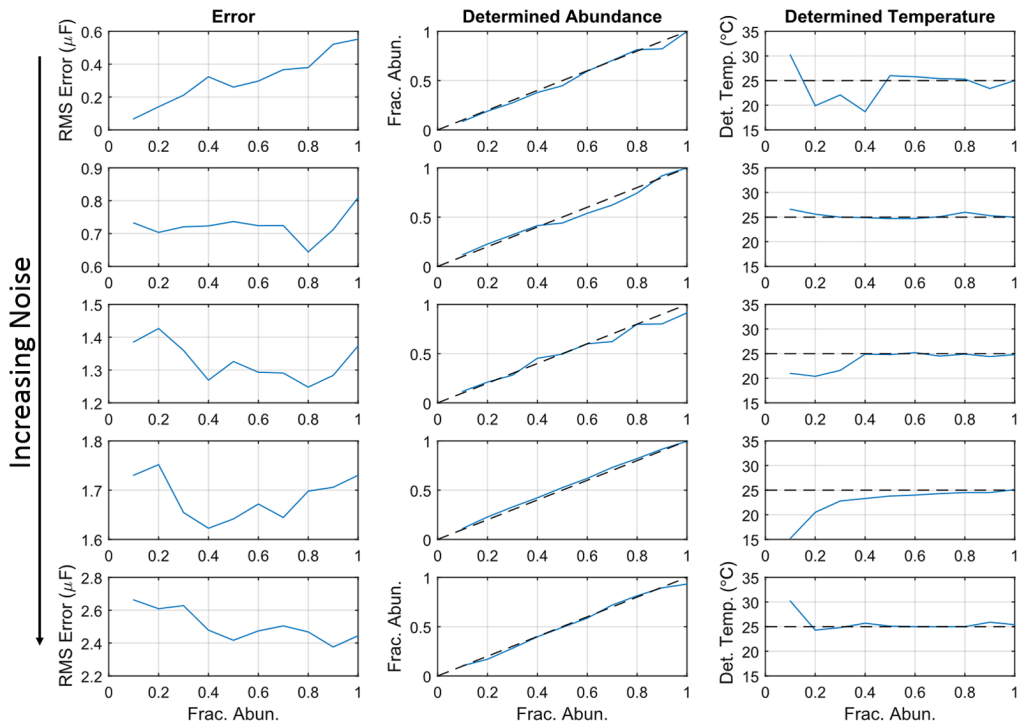 Error
Determined Abundance
Determined Temperature
Increasing Noise
RMS Error (μF)
0.6
0.4
0.2
0
0 0.2 0.4 0.6 0.8 1
Frac. Abun.
1
0.5
0
0 0.2 0.4 0.6 0.8 1
Det. Temp. (°C)
35
30
25
20
15
0 0.2 0.4 0.6 0.8 1
0.9
0.8
0.7
0.6
0 0.2 0.4 0.6 0.8 1
1
0.5
0
0 0.2 0.4 0.6 0.8 1
35
30
25
20
15
0 0.2 0.4 0.6 0.8 1
1.5
1.4
1.3
1.2
0 0.2 0.4 0.6 0.8 1
1
0.5
0
0 0.2 0.4 0.6 0.8 1
35
30
25
20
15
0 0.2 0.4 0.6 0.8 1
1.8
1.7
1.6
0 0.2 0.4 0.6 0.8 1
1
0.5
0
0 0.2 0.4 0.6 0.8 1
35
30
25
20
15
0 0.2 0.4 0.6 0.8 1
RMS Error (μF)
2.8
2.6
2.4
2.2
0 0.2 0.4 0.6 0.8 1
Frac. Abun.
Frac. Abun.
1
0.5
0
0 0.2 0.4 0.6 0.8 1
Frac. Abun.
Det. Temp. (°C)
35
30
25
20
15
0 0.2 0.4 0.6 0.8 1
Frac. Abun.